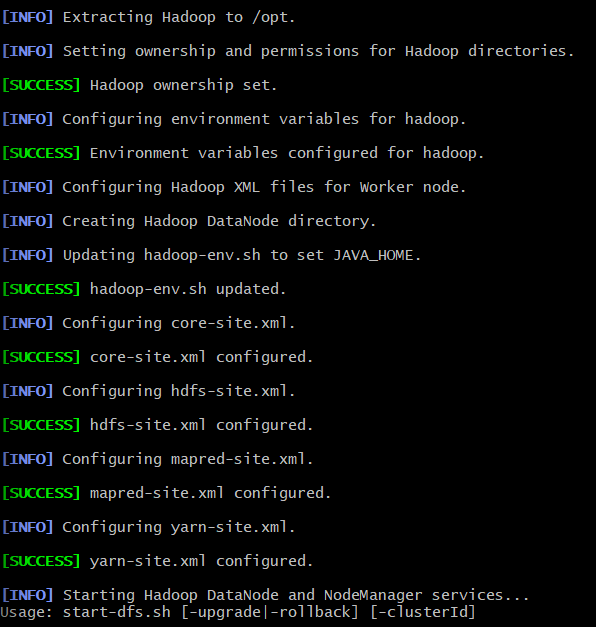 [INFO] Extracting Hadoop to /opt.
[INFO] Setting ownership and permissions for Hadoop directories.
[SUCCESS] Hadoop ownership set.
[INFO] Configuring environment variables for hadoop.
[SUCCESS] Environment variables configured for hadoop.
[INFO] Configuring Hadoop XML files for Worker node.
[INFO] Creating Hadoop DataNode directory.
[INFO] Updating hadoop-env.sh to set JAVA_HOME.
[SUCCESS] hadoop-env.sh updated.
[INFO] Configuring core-site.xml.
[SUCCESS] core-site.xml configured.
[INFO] Configuring hdfs-site.xml.
[SUCCESS] hdfs-site.xml configured.
[INFO] Configuring mapred-site.xml.
[SUCCESS] mapred-site.xml configured.
[INFO] Configuring yarn-site.xml.
[SUCCESS] yarn-site.xml configured.
[INFO] Starting Hadoop DataNode and NodeManager services...
Usage: start-dfs.sh [-upgrade|-rollback] [-clusterId]